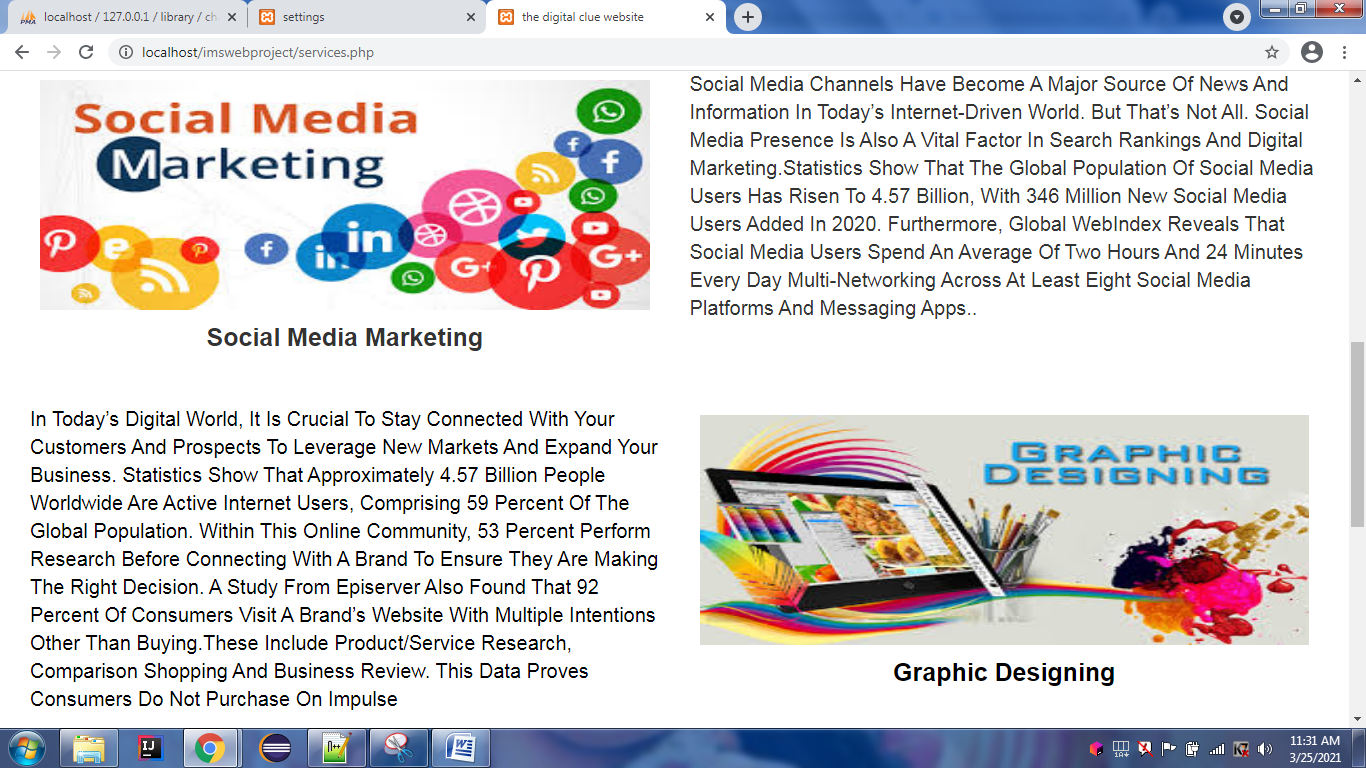 localhost / 127.0.0.1 / library / ch
settings
the digital clue website
localhost/imswebproject/services.php
Social Media
Marketing
Social Media Marketing
Social Media Channels Have Become A Major Source Of News And
Information In Today’s Internet-Driven World. But That’s Not All. Social
Media Presence Is Also A Vital Factor In Search Rankings And Digital
Marketing.Statistics Show That The Global Population Of Social Media
Users Has Risen To 4.57 Billion, With 346 Million New Social Media
Users Added In 2020. Furthermore, Global WebIndex Reveals That
Social Media Users Spend An Average Of Two Hours And 24 Minutes
Every Day Multi-Networking Across At Least Eight Social Media
Platforms And Messaging Apps..
In Today’s Digital World, It Is Crucial To Stay Connected With Your
Customers And Prospects To Leverage New Markets And Expand Your
Business. Statistics Show That Approximately 4.57 Billion People
Worldwide Are Active Internet Users, Comprising 59 Percent Of The
Global Population. Within This Online Community, 53 Percent Perform
Research Before Connecting With A Brand To Ensure They Are Making
The Right Decision. A Study From Episerver Also Found That 92
Percent Of Consumers Visit A Brand’s Website With Multiple Intentions
Other Than Buying.These Include Product/Service Research,
Comparison Shopping And Business Review. This Data Proves
Consumers Do Not Purchase On Impulse
Graphic
Designing
Graphic Designing
11:31 AM
3/25/2021